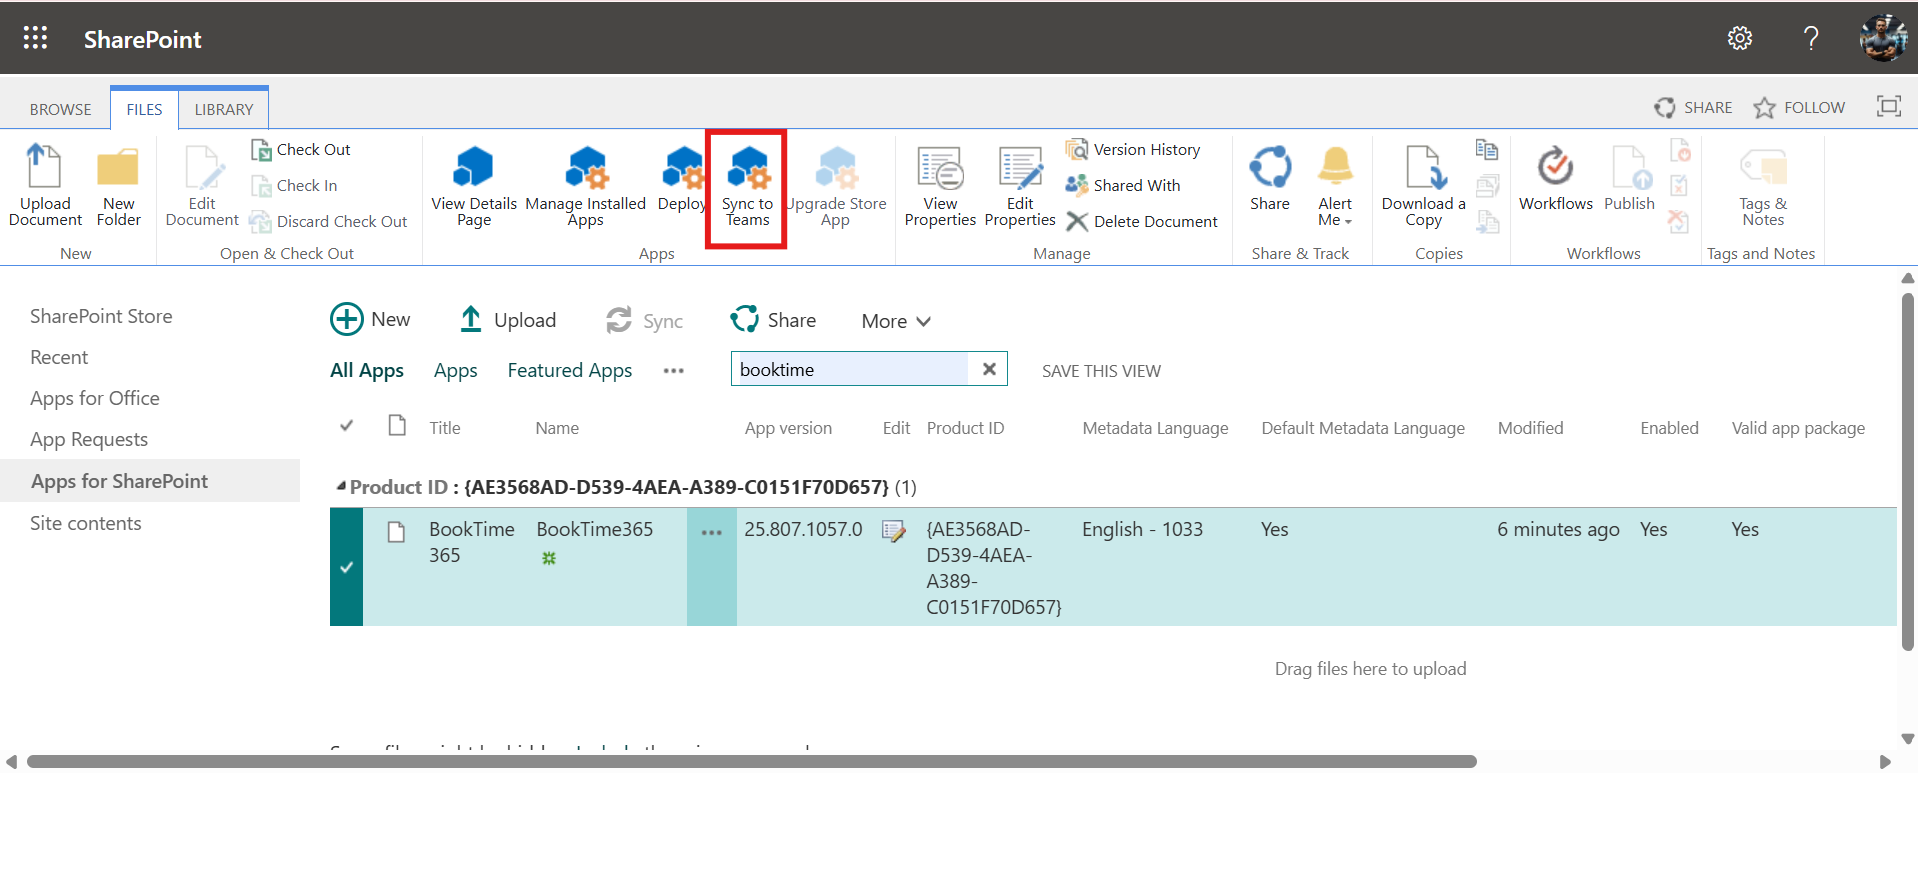 SharePoint
BROWSE FILES LIBRARY SHARE FOLLOW
Upload Document
New Folder
New
Edit Document
Check Out
Check In
Discard Check Out
Open & Check Out
View Details Page
Manage Installed Apps
Deploy
Sync to Teams
Upgrade Store App
Apps
View Properties
Edit Properties
Version History
Shared With
Delete Document
Manage
Share
Alert Me
Share & Track
Download a Copy
Copies
Workflows
Publish
Workflows
Tags & Notes
Tags and Notes
SharePoint Store
Recent
Apps for Office
App Requests
Apps for SharePoint
Site contents
New Upload Sync Share More
All Apps Apps Featured Apps ••• booktime SAVE THIS VIEW
Title Name App version Edit Product ID Metadata Language Default Metadata Language Modified Enabled Valid app package
Product ID : {AE3568AD-D539-4AEA-A389-C0151F70D657} (1)
BookTime BookTime365 ••• 25.807.1057.0 {AE3568AD- English - 1033 Yes 6 minutes ago Yes Yes
365 D539-4AEA-
A389-
C0151F70D657}
Drag files here to upload